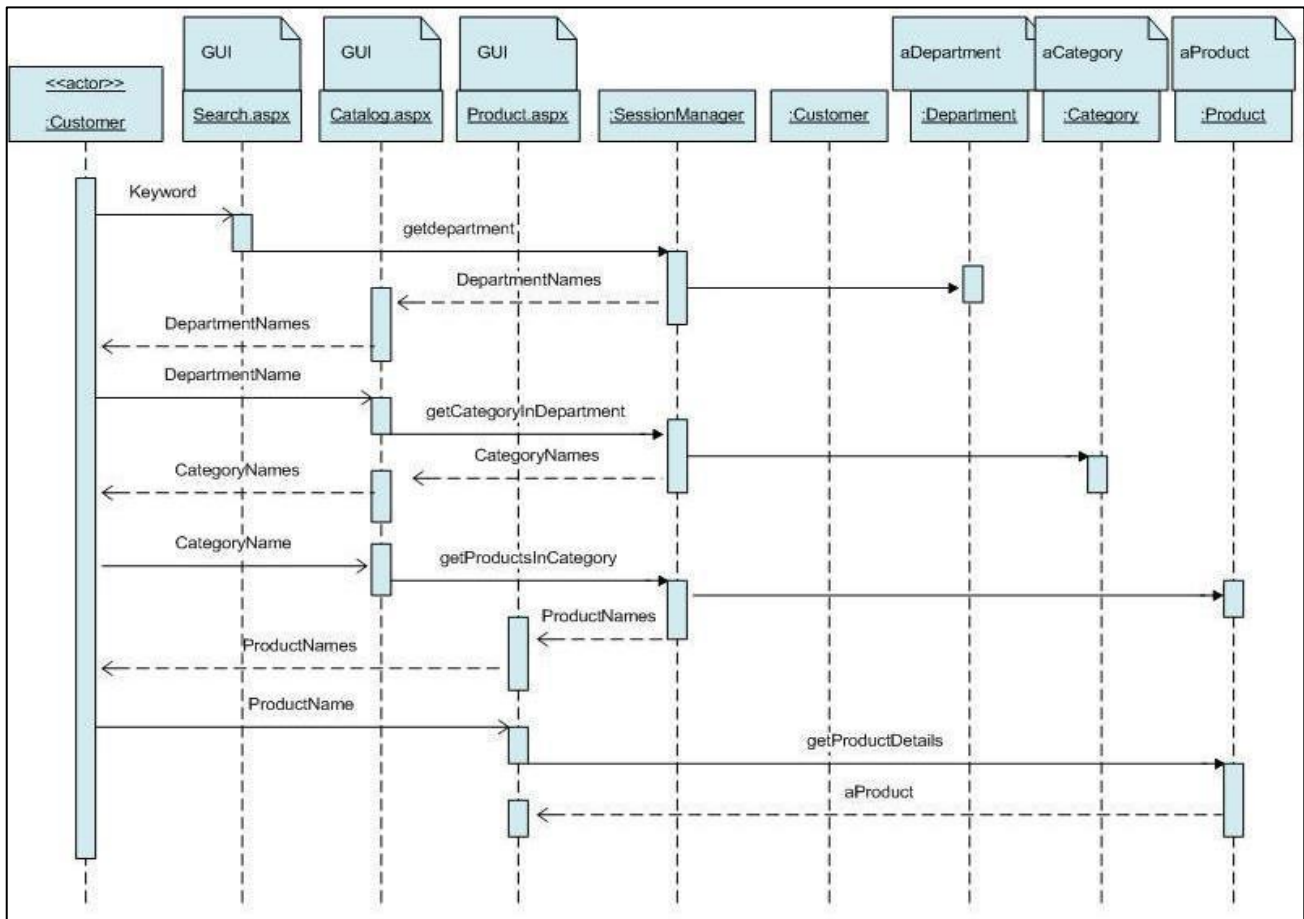 GUI
GUI
GUI
aDepartment
aCategory
aProduct
<<actor>>
:Customer
Search.aspx
Catalog.aspx
Product.aspx
:SessionManager
:Customer
:Department
:Category
:Product
Keyword
getdepartment
DepartmentNames
DepartmentNames
DepartmentName
getCategoryInDepartment
CategoryNames
CategoryNames
CategoryName
getProductsInCategory
ProductNames
ProductNames
ProductName
getProductDetails
aProduct